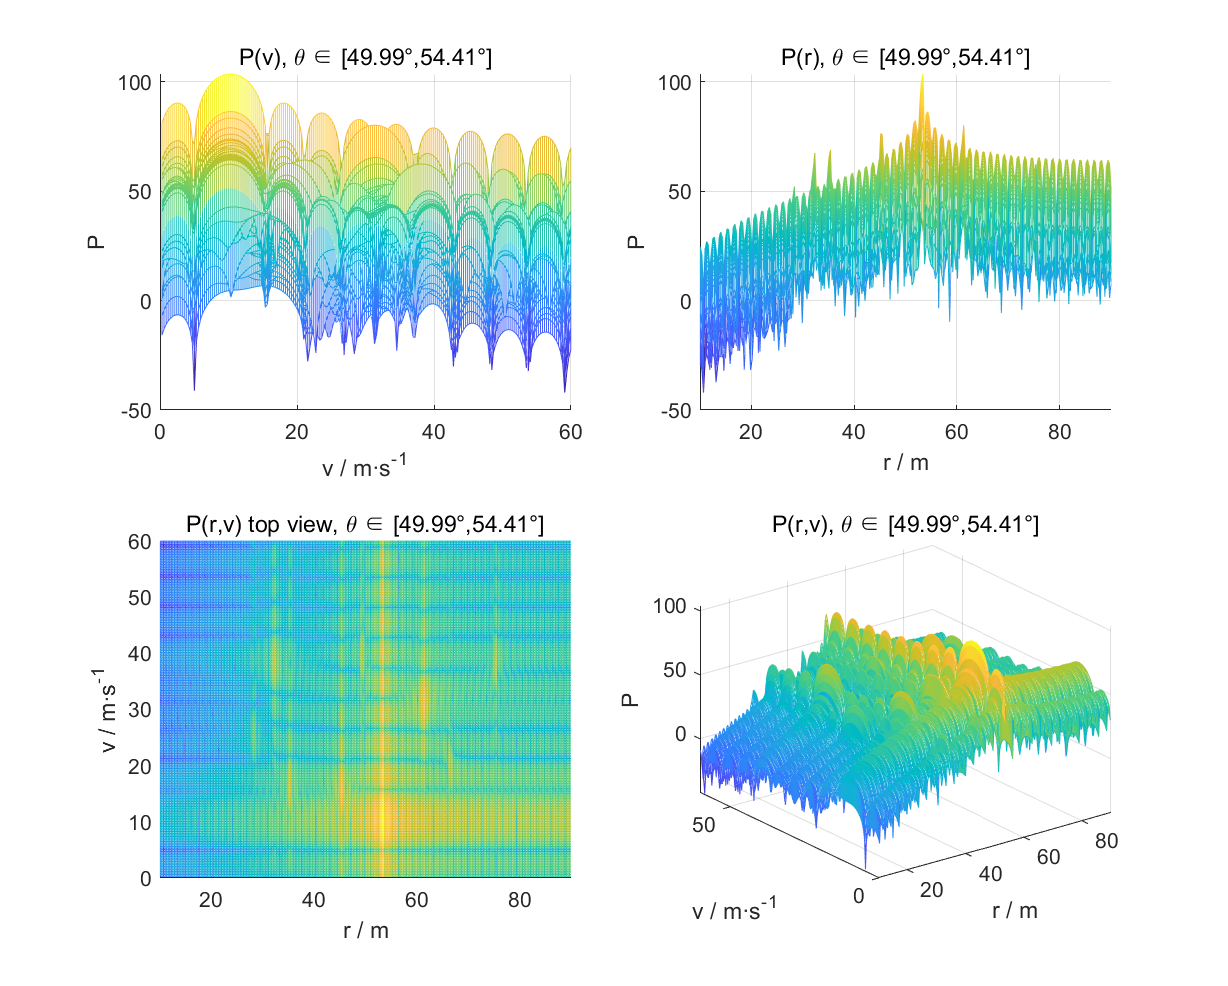 P(v), θ ∈ [49.99°,54.41°]
100
50
0
-50
P
0
20
40
60
v / m·s-1
P(r), θ ∈ [49.99°,54.41°]
100
50
0
-50
P
20
40
60
80
r / m
P(r,v) top view, θ ∈ [49.99°,54.41°]
60
50
40
30
20
10
0
v / m·s-1
20
40
60
80
r / m
P(r,v), θ ∈ [49.99°,54.41°]
100
50
0
P
50
0
v / m·s-1
20
40
60
80
r / m